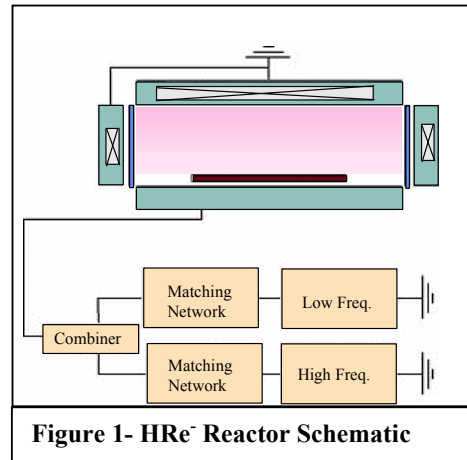 Matching
Network
Low Freq.
Combiner
Matching
Network
High Freq.
Figure 1- HRe⁻ Reactor Schematic